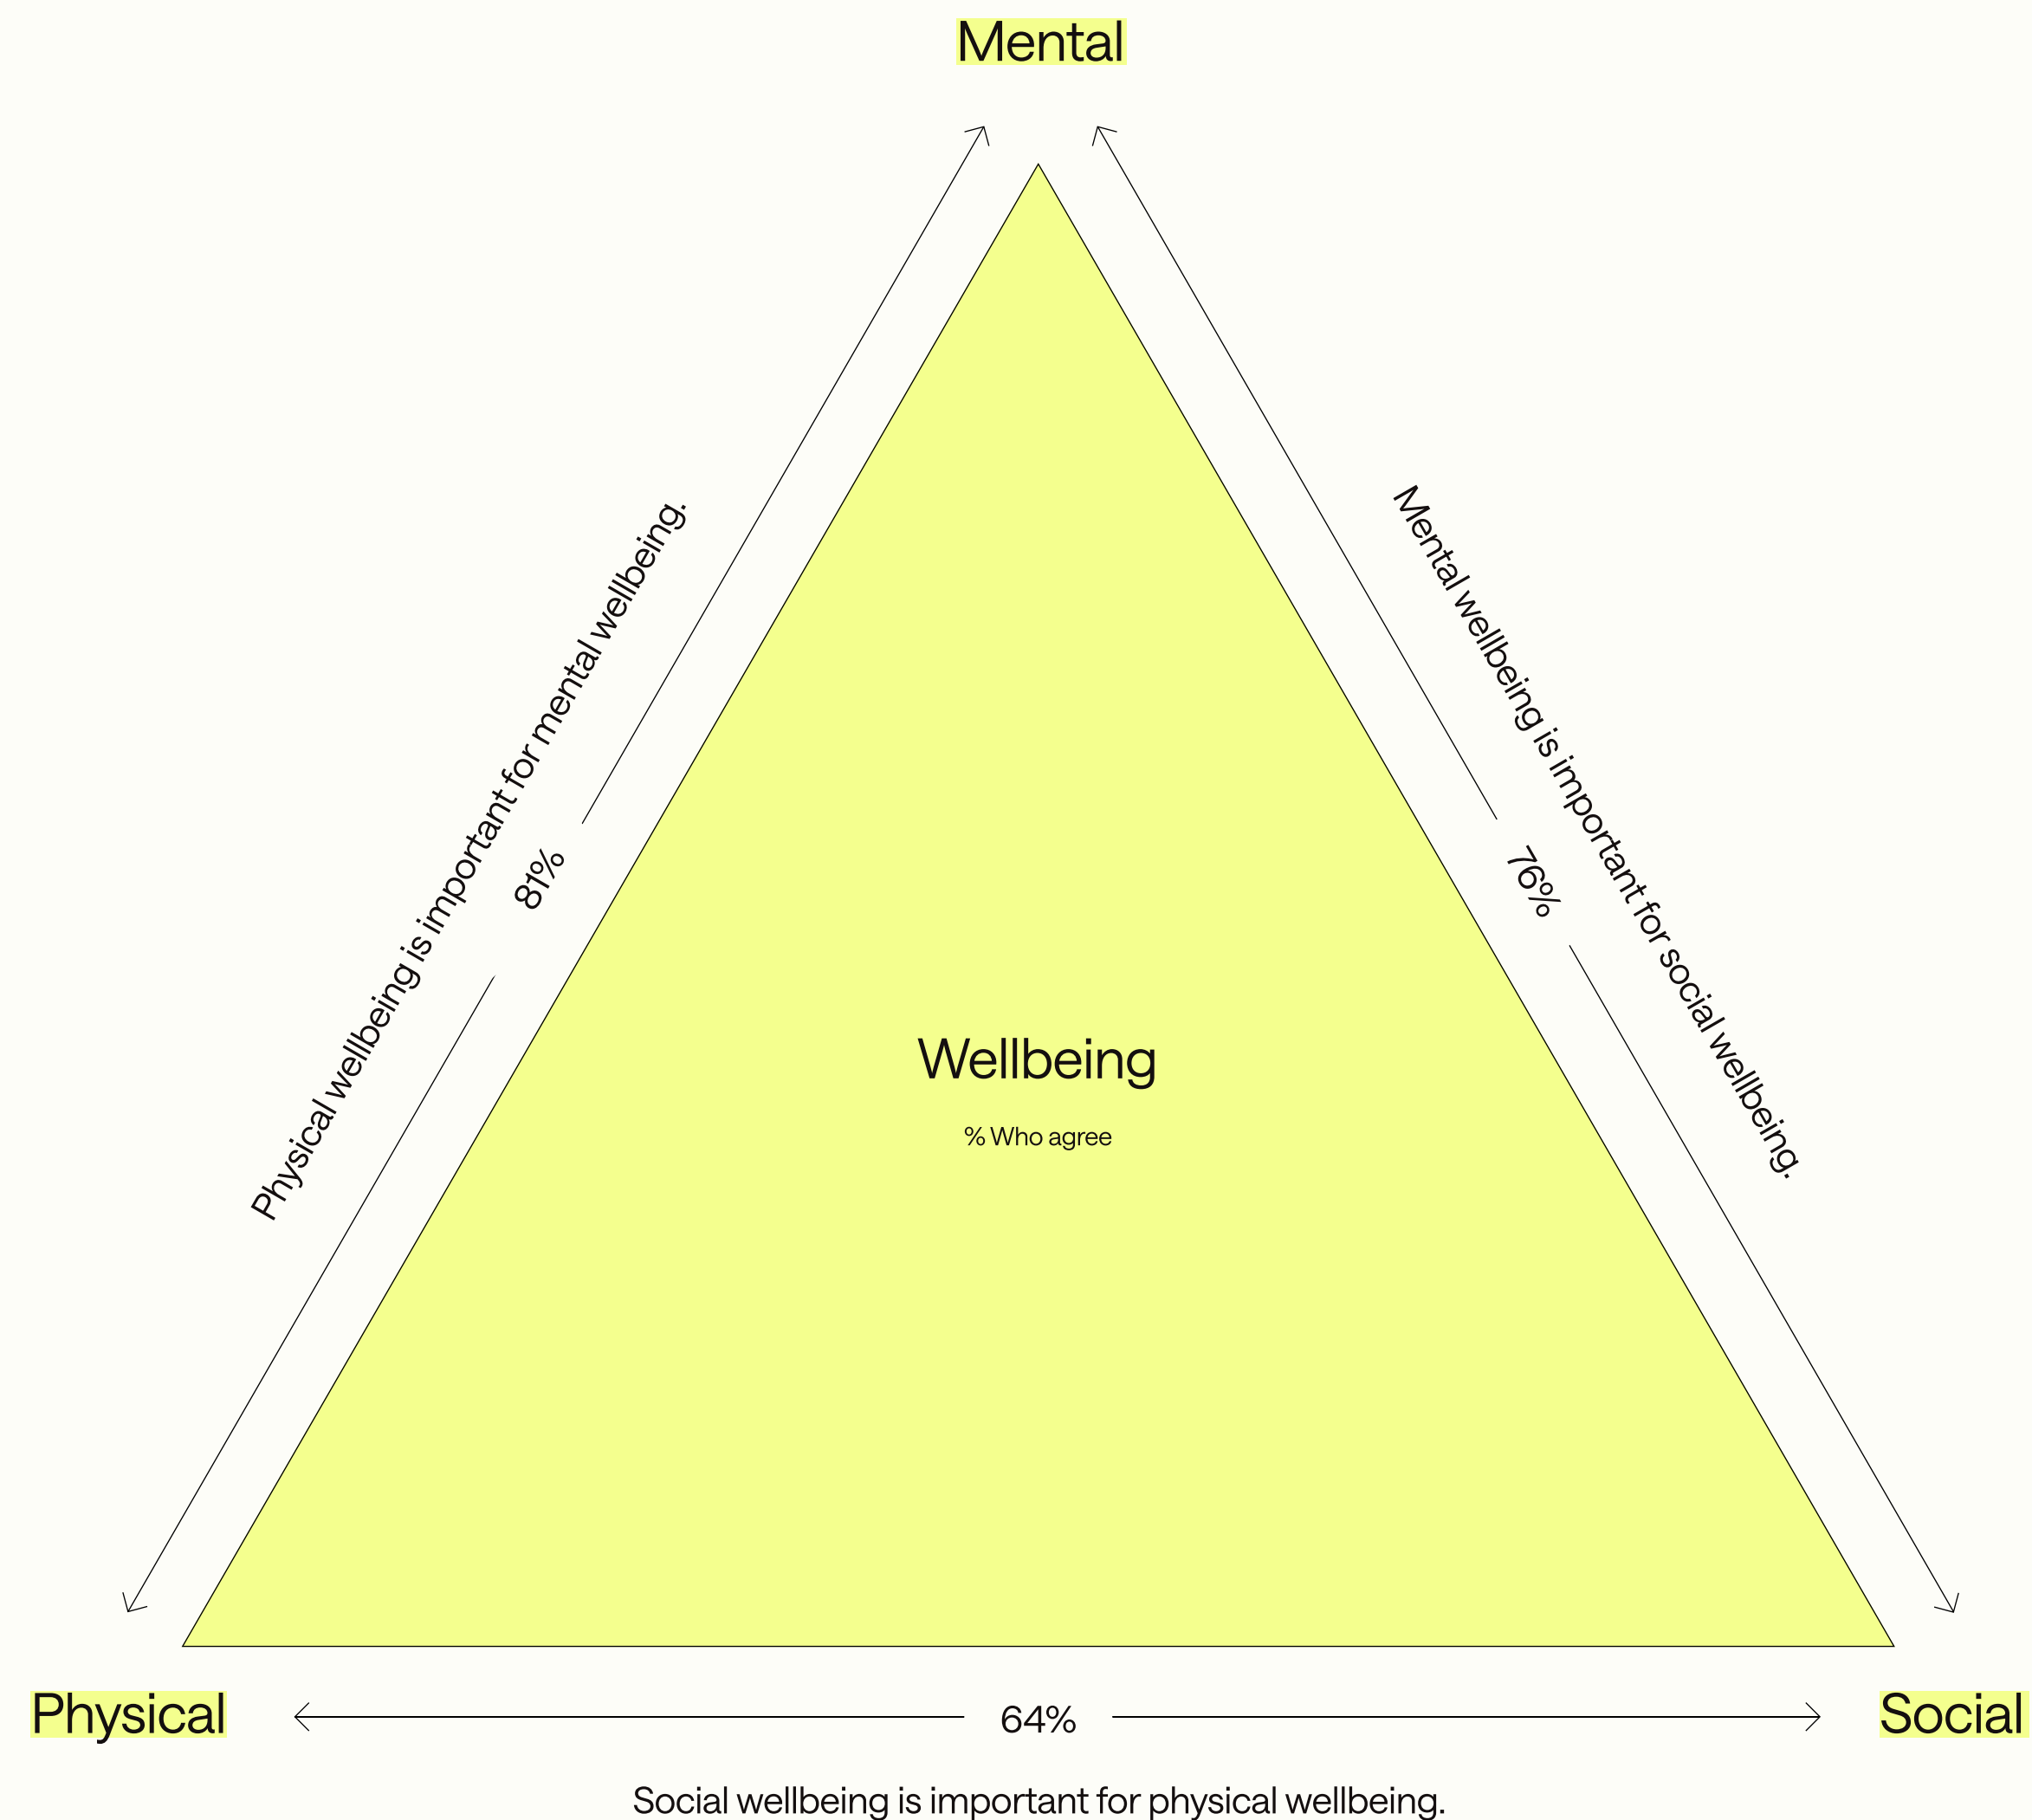 Mental
Physical wellbeing is important for mental wellbeing.
81%
Mental wellbeing is important for social wellbeing.
76%
Wellbeing
% Who agree
Physical
64%
Social
Social wellbeing is important for physical wellbeing.